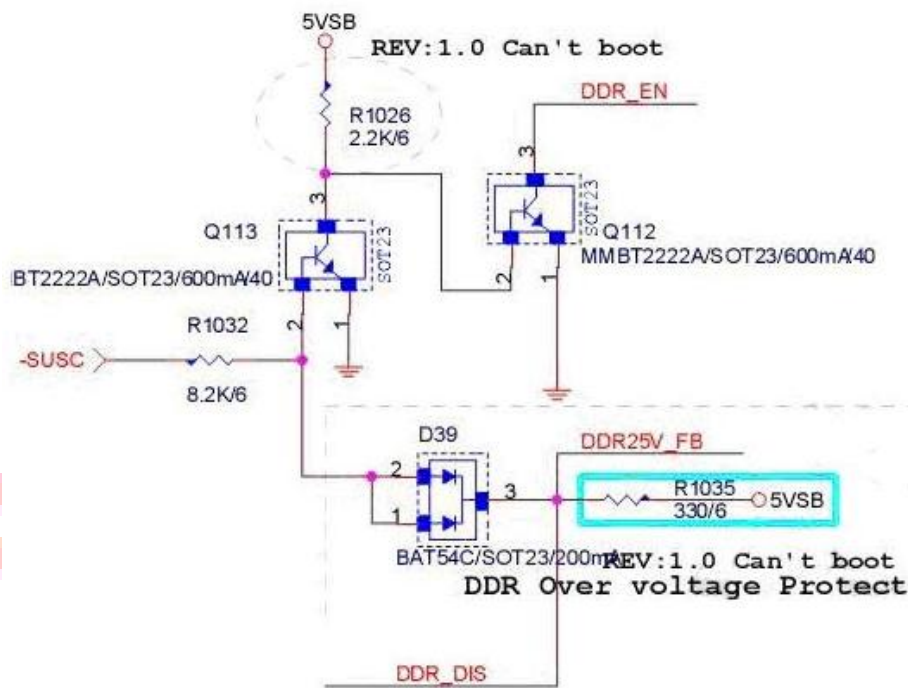 5VSB
REV:1.0 Can't boot
DDR_EN
R1026
2.2K/6
3
3
SOT23
Q113
SOT23
Q112
BT2222A/SOT23/600mA/40
MMBT2222A/SOT23/600mA/40
2
1
2
1
R1032
-SUSC
8.2K/6
D39
DDR25V_FB
2
3
R1035
5VSB
330/6
1
BAT54C/SOT23/200m
REV:1.0 Can't boot
DDR Over voltage Protect
DDR_DIS